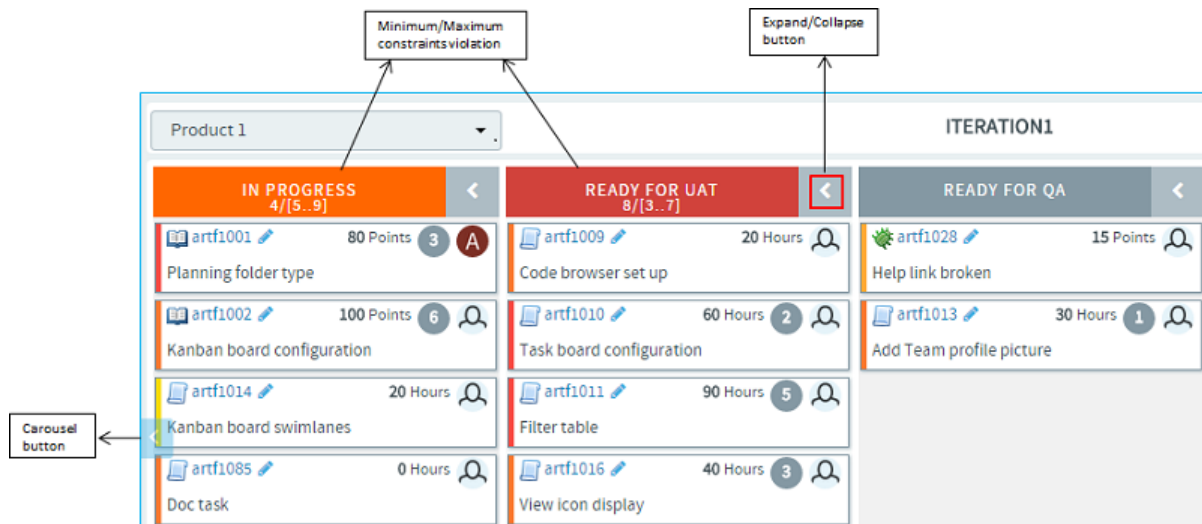 Minimum/Maximum
constraints violation
Expand/Collapse
button
Product 1
ITERATION1
IN PROGRESS
4/[5..9]
READY FOR UAT
8/[3..7]
READY FOR QA
artf1001 80 Points 3 A
Planning folder type
artf1009 20 Hours
Code browser set up
artf1028 15 Points
Help link broken
artf1002 100 Points 6
Kanban board configuration
artf1010 60 Hours 2
Task board configuration
artf1013 30 Hours 1
Add Team profile picture
artf1014 20 Hours
Kanban board swimlanes
artf1011 90 Hours 5
Filter table
Carousel
button
artf1085 0 Hours
Doc task
artf1016 40 Hours 3
View icon display